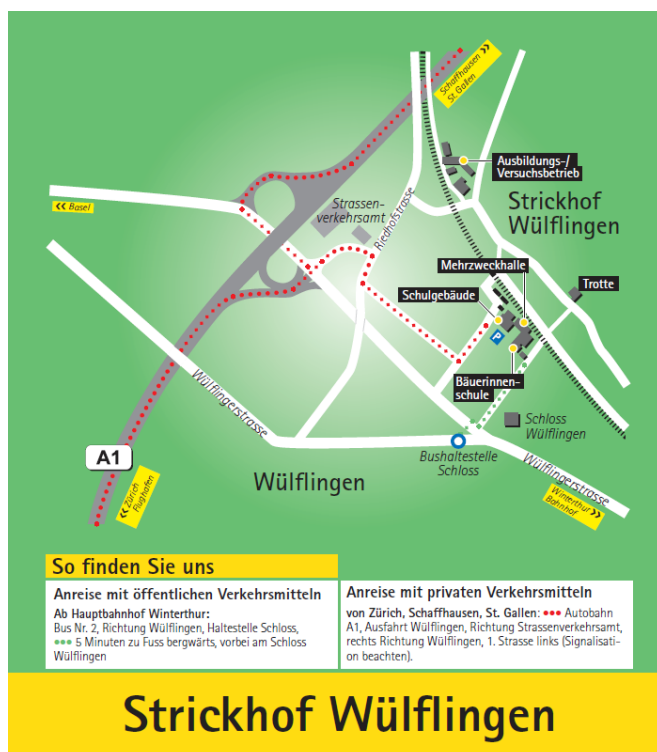 Schaffhausen >>
St. Gallen
Ausbildungs-/
Versuchsbetrieb
Strickhof
Wülflingen
<< Basel
Strassen-
verkehrsamt
Riedhofstrasse
Mehrzweckhalle
Trotte
Schulgebäude
P
Bäuerinnen-
schule
Wülflingerstrasse
Schloss
Wülflingen
A1
Bushaltestelle
Schloss
Wülflingen
Wülflingerstrasse
<< Zürich
Flughafen
Winterthur >>
Bahnhof
So finden Sie uns
Anreise mit öffentlichen Verkehrsmitteln
Ab Hauptbahnhof Winterthur:
Bus Nr. 2, Richtung Wülflingen, Haltestelle Schloss,
••• 5 Minuten zu Fuss bergwärts, vorbei am Schloss
Wülflingen
Anreise mit privaten Verkehrsmitteln
von Zürich, Schaffhausen, St. Gallen: ••• Autobahn
A1, Ausfahrt Wülflingen, Richtung Strassenverkehrsamt,
rechts Richtung Wülflingen, 1. Strasse links (Signalisati-
on beachten).
Strickhof Wülflingen